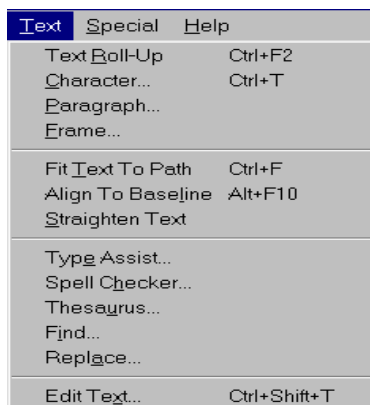 Text Special Help
Text Roll-Up Ctrl+F2
Character... Ctrl+T
Paragraph...
Frame...
Fit Text To Path Ctrl+F
Align To Baseline Alt+F10
Straighten Text
Type Assist...
Spell Checker...
Thesaurus...
Find...
Replace...
Edit Text... Ctrl+Shift+T